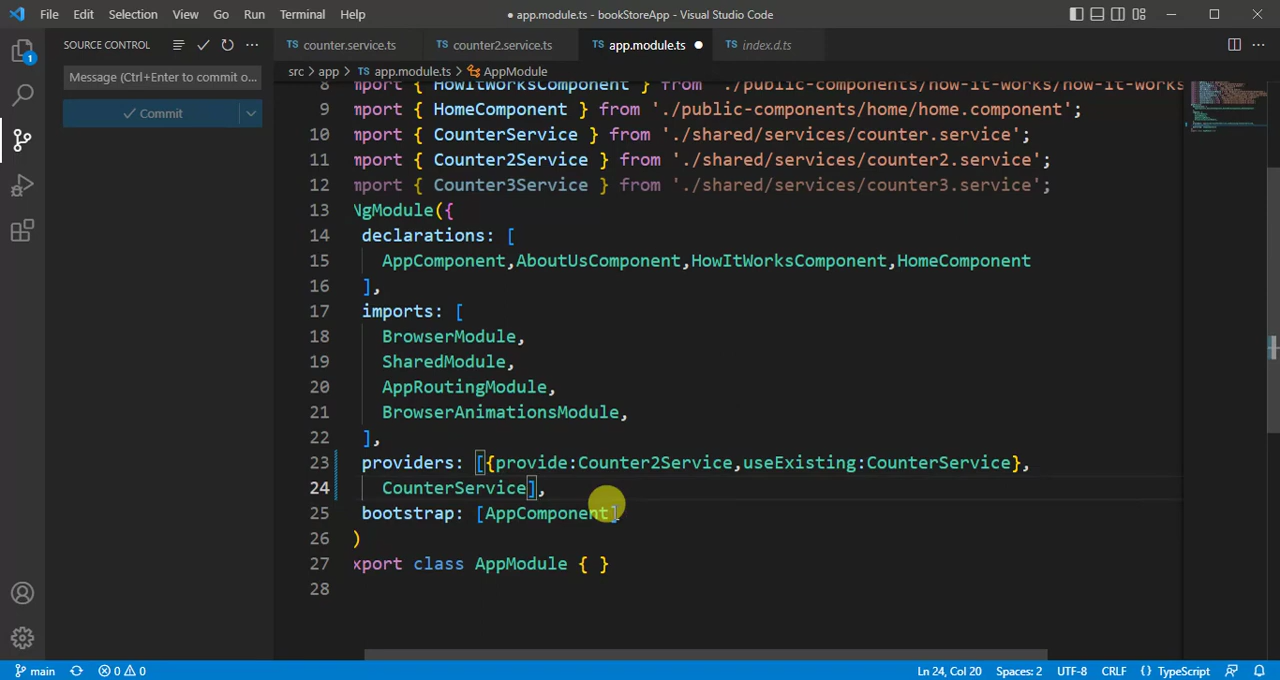 File Edit Selection View Go Run Terminal Help
● app.module.ts - bookStoreApp - Visual Studio Code
SOURCE CONTROL
TS counter.service.ts TS counter2.service.ts TS app.module.ts ● TS index.d.ts
1
Message (Ctrl+Enter to commit o...
Commit
src > app > TS app.module.ts > AppModule
8 mport { HowItWorksComponent } from './public-components/how-it-works/how-it-works
9 mport { HomeComponent } from './public-components/home/home.component';
10 mport { CounterService } from './shared/services/counter.service';
11 mport { Counter2Service } from './shared/services/counter2.service';
12 mport { Counter3Service } from './shared/services/counter3.service';
13 NgModule({
14 declarations: [
15 AppComponent,AboutUsComponent,HowItWorksComponent,HomeComponent
16 ],
17 imports: [
18 BrowserModule,
19 SharedModule,
20 AppRoutingModule,
21 BrowserAnimationsModule,
22 ],
23 providers: [{provide:Counter2Service,useExisting:CounterService},
24 CounterService],
25 bootstrap: [AppComponent]
26 )
27 xport class AppModule { }
28
main 0 0 Ln 24, Col 20 Spaces: 2 UTF-8 CRLF {} TypeScript